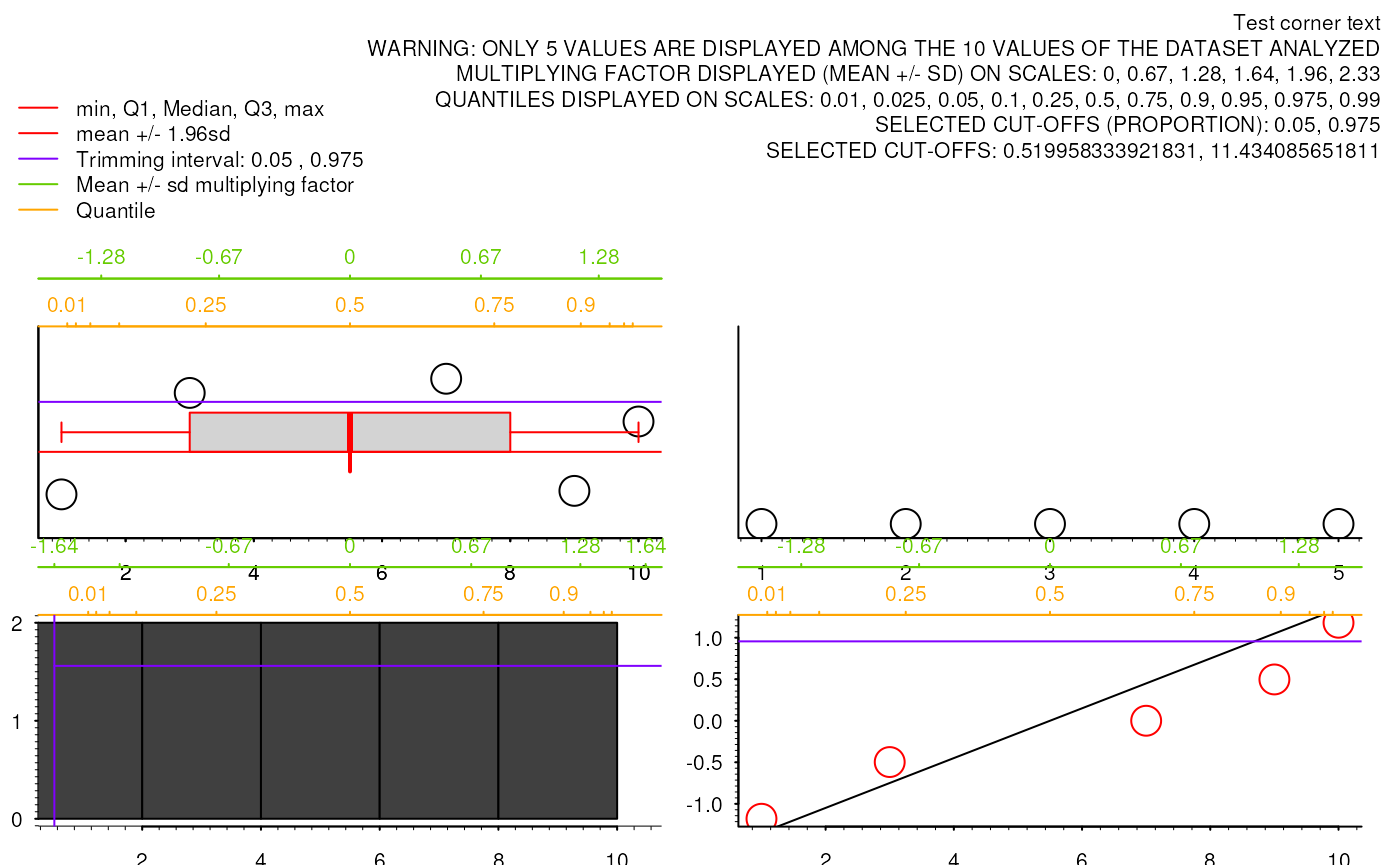 Test corner text
WARNING: ONLY 5 VALUES ARE DISPLAYED AMONG THE 10 VALUES OF THE DATASET ANALYZED
MULTIPLYING FACTOR DISPLAYED (MEAN +/- SD) ON SCALES: 0, 0.67, 1.28, 1.64, 1.96, 2.33
QUANTILES DISPLAYED ON SCALES: 0.01, 0.025, 0.05, 0.1, 0.25, 0.5, 0.75, 0.9, 0.95, 0.975, 0.99
SELECTED CUT-OFFS (PROPORTION): 0.05, 0.975
SELECTED CUT-OFFS: 0.519958333921831, 11.434085651811
min, Q1, Median, Q3, max
mean +/- 1.96sd
Trimming interval: 0.05 , 0.975
Mean +/- sd multiplying factor
Quantile
-1.28 -0.67 0 0.67 1.28
0.01 0.25 0.5 0.75 0.9
2 4 6 8 10
1 2 3 4 5
-1.64 -0.67 0 0.67 1.28 1.64
0.01 0.25 0.5 0.75 0.9
2
1
0
2 4 6 8 10
-1.28 -0.67 0 0.67 1.28
0.01 0.25 0.5 0.75 0.9
1.0
0.5
0.0
-0.5
-1.0
2 4 6 8 10